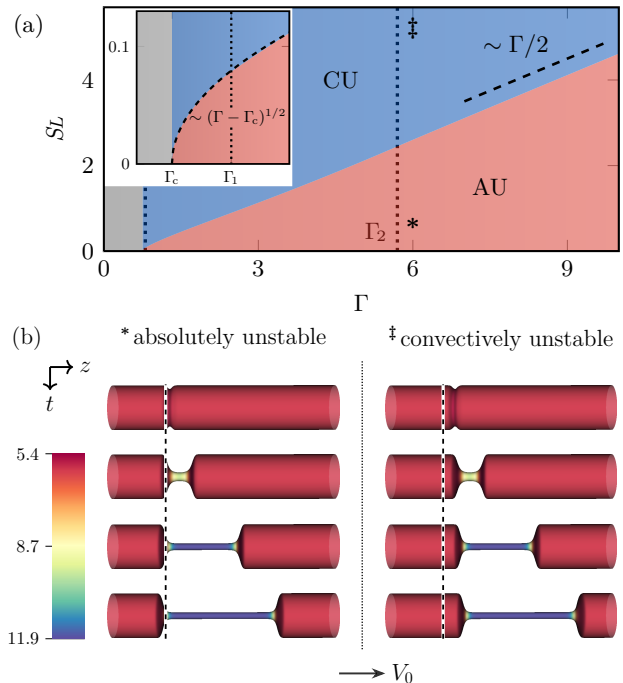 (a)
SL
4
2
0
0
3
6
9
Γ
0.1
0
Γc
Γ1
∼ (Γ − Γc)^1/2
CU
‡
∼ Γ/2
AU
Γ2
*
(b)
* absolutely unstable
‡ convectively unstable
z
t
5.4
8.7
11.9
V0